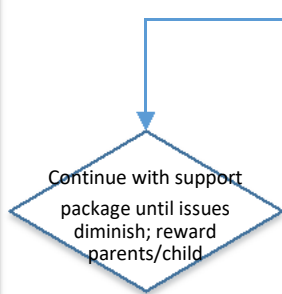 Continue with support
package until issues
diminish; reward
parents/child